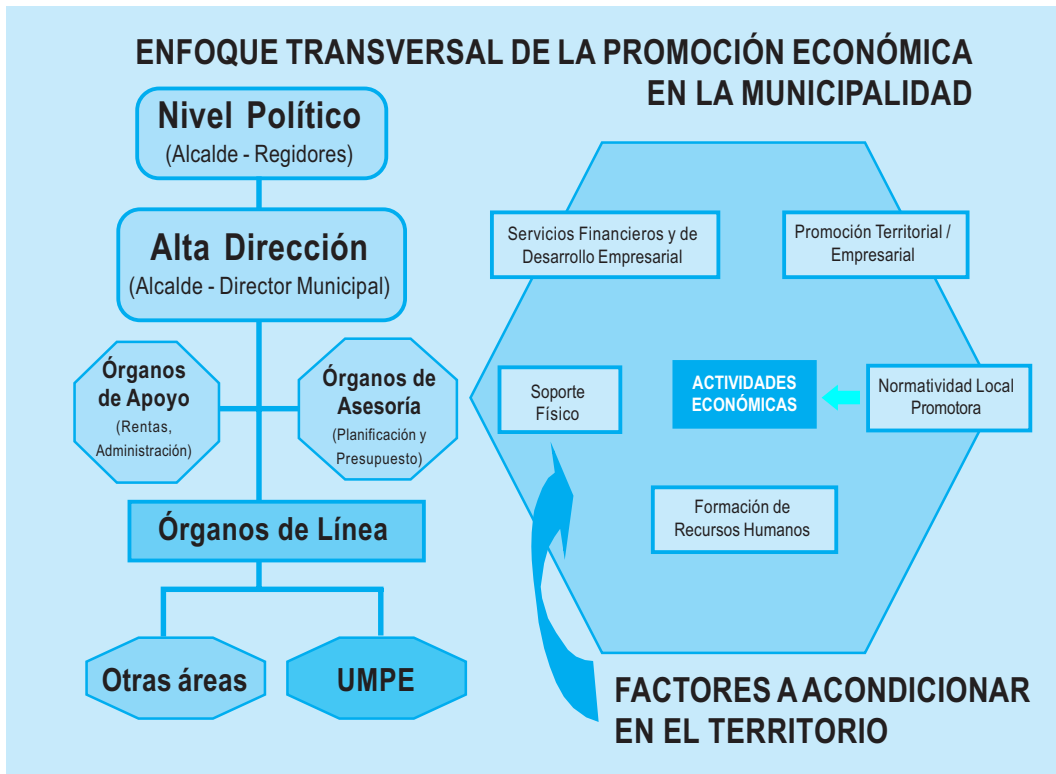 ENFOQUE TRANSVERSAL DE LA PROMOCIÓN ECONÓMICA
EN LA MUNICIPALIDAD
Nivel Político
(Alcalde - Regidores)
Alta Dirección
(Alcalde - Director Municipal)
Órganos
de Apoyo
(Rentas,
Administración)
Órganos de
Asesoría
(Planificación y
Presupuesto)
Órganos de Línea
Otras áreas
UMPE
Servicios Financieros y de
Desarrollo Empresarial
Promoción Territorial /
Empresarial
Soporte
Físico
ACTIVIDADES
ECONÓMICAS
Normatividad Local
Promotora
Formación de
Recursos Humanos
FACTORES A ACONDICIONAR
EN EL TERRITORIO